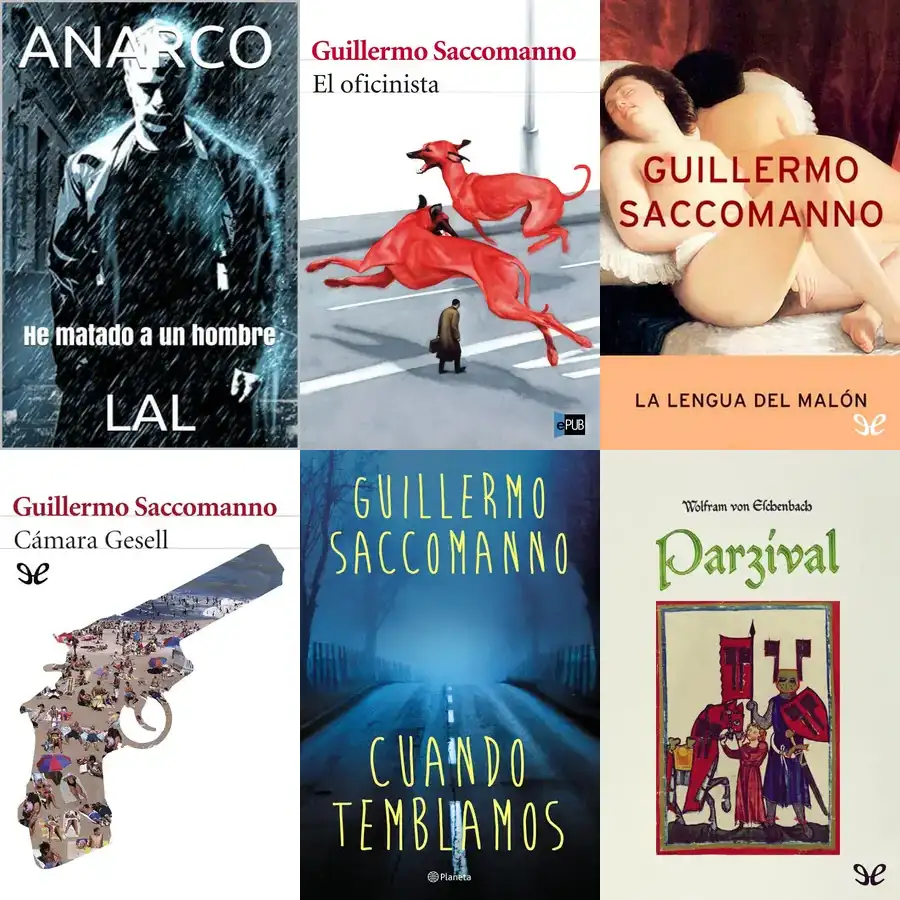 ANARCO
He matado a un hombre
LAL
Guillermo Saccomanno
El oficinista
ePUB
GUILLERMO
SACCOMANNO
LA LENGUA DEL MALÓN
Guillermo Saccomanno
Cámara Gesell
GUILLERMO
SACCOMANNO
CUANDO
TEMBLAMOS
Planeta
Wolfram von Eschenbach
Parzival